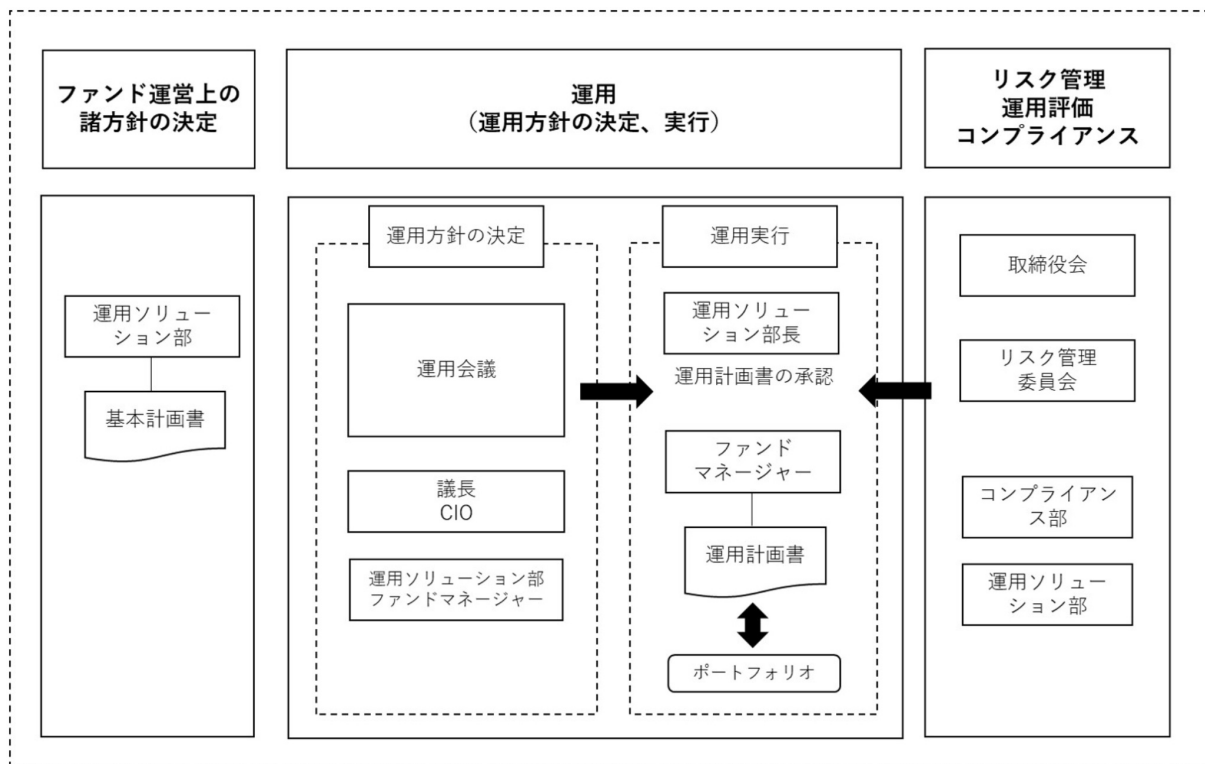 ファンド運営上の
諸方針の決定
運用
（運用方針の決定、実行）
リスク管理
運用評価
コンプライアンス
運用ソリュー
ション部
基本計画書
運用方針の決定
運用会議
議長
CIO
運用ソリューション部
ファンドマネージャー
運用実行
運用ソリュー
ション部長
運用計画書の承認
ファンド
マネージャー
運用計画書
ポートフォリオ
取締役会
リスク管理
委員会
コンプライアン
ス部
運用ソリュー
ション部